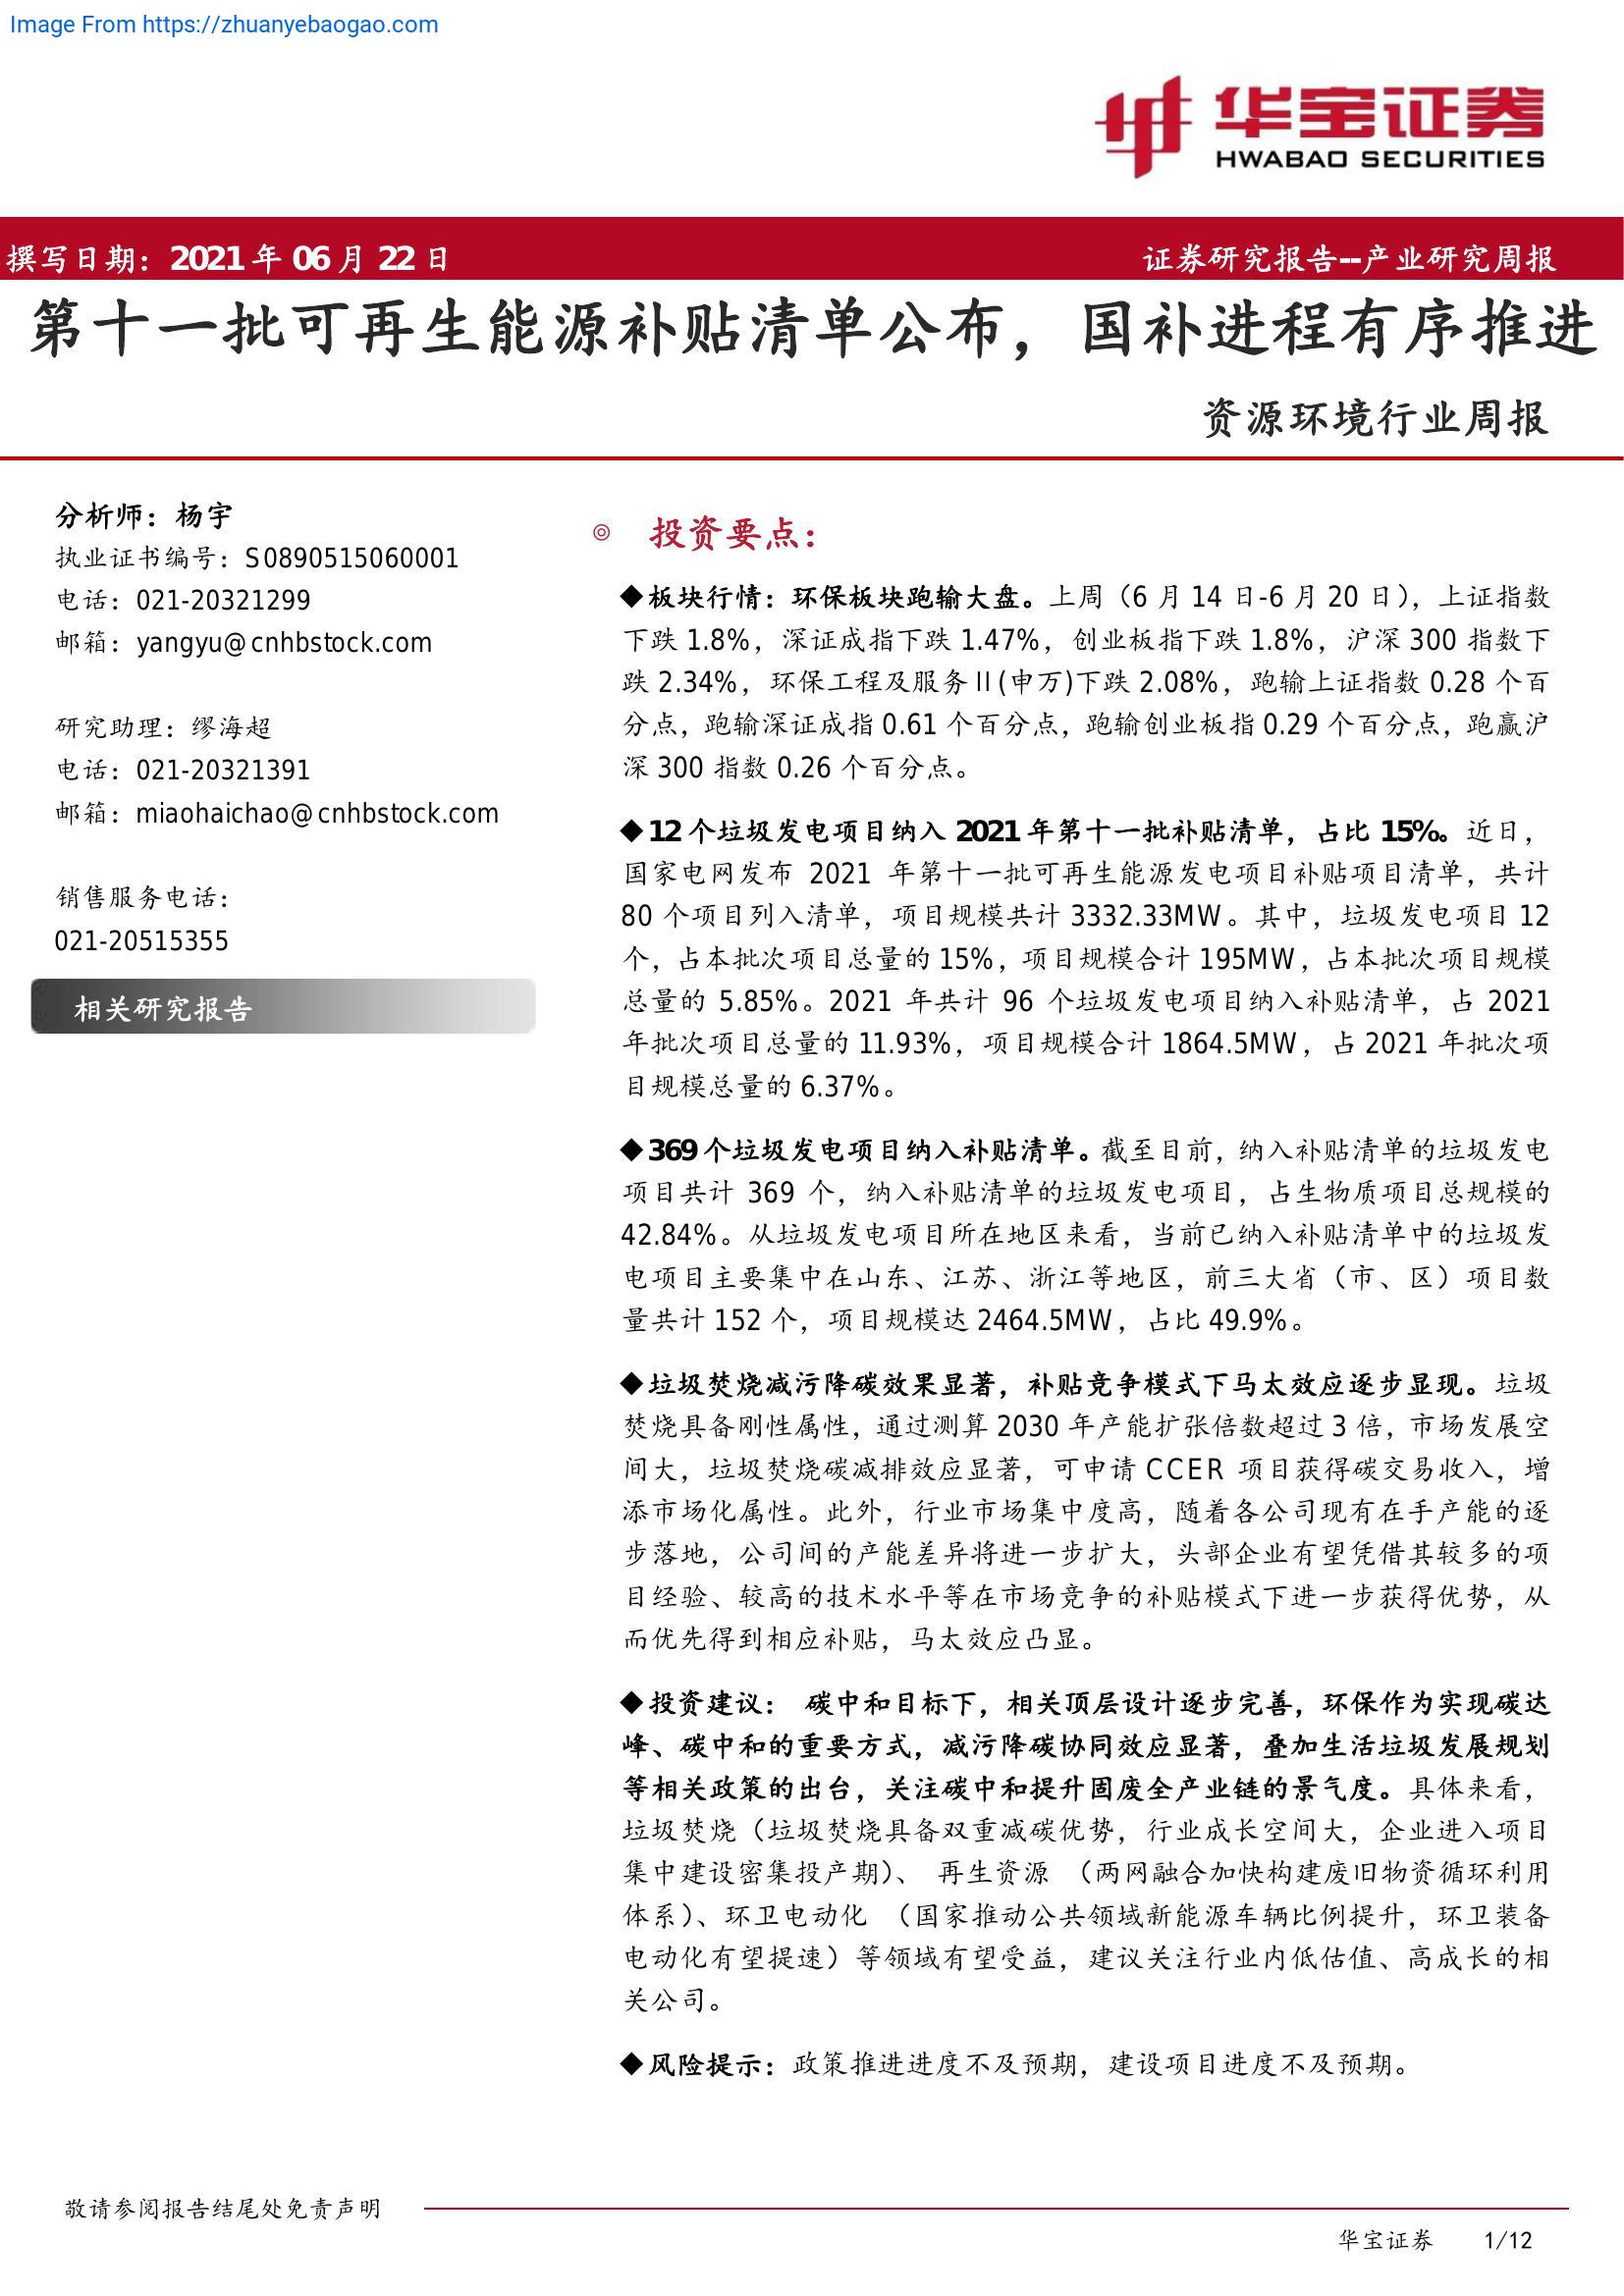 Image From https://zhuanyebaogao.com
华宝证券
HWABAO SECURITIES
撰写日期：2021 年 06 月 22 日
证券研究报告--产业研究周报
第十一批可再生能源补贴清单公布，国补进程有序推进
资源环境行业周报
分析师：杨宇
执业证书编号：S0890515060001
电话：021-20321299
邮箱：yangyu@cnhbstock.com
研究助理：缪海超
电话：021-20321391
邮箱：miaohaichao@cnhbstock.com
销售服务电话：
021-20515355
相关研究报告
◎ 投资要点：
◆板块行情：环保板块跑输大盘。上周（6 月 14 日-6 月 20 日），上证指数
下跌 1.8%，深证成指下跌 1.47%，创业板指下跌 1.8%，沪深 300 指数下
跌 2.34%，环保工程及服务Ⅱ(申万)下跌 2.08%，跑输上证指数 0.28 个百
分点，跑输深证成指 0.61 个百分点，跑输创业板指 0.29 个百分点，跑赢沪
深 300 指数 0.26 个百分点。
◆12 个垃圾发电项目纳入 2021 年第十一批补贴清单，占比 15%。近日，
国家电网发布 2021 年第十一批可再生能源发电项目补贴项目清单，共计
80 个项目列入清单，项目规模共计 3332.33MW。其中，垃圾发电项目 12
个，占本批次项目总量的 15%，项目规模合计 195MW，占本批次项目规模
总量的 5.85%。2021 年共计 96 个垃圾发电项目纳入补贴清单，占 2021
年批次项目总量的 11.93%，项目规模合计 1864.5MW，占 2021 年批次项
目规模总量的 6.37%。
◆369 个垃圾发电项目纳入补贴清单。截至目前，纳入补贴清单的垃圾发电
项目共计 369 个，纳入补贴清单的垃圾发电项目，占生物质项目总规模的
42.84%。从垃圾发电项目所在地区来看，当前已纳入补贴清单中的垃圾发
电项目主要集中在山东、江苏、浙江等地区，前三大省（市、区）项目数
量共计 152 个，项目规模达 2464.5MW，占比 49.9%。
◆垃圾焚烧减污降碳效果显著，补贴竞争模式下马太效应逐步显现。垃圾
焚烧具备刚性属性，通过测算 2030 年产能扩张倍数超过 3 倍，市场发展空
间大，垃圾焚烧碳减排效应显著，可申请 CCER 项目获得碳交易收入，增
添市场化属性。此外，行业市场集中度高，随着各公司现有在手产能的逐
步落地，公司间的产能差异将进一步扩大，头部企业有望凭借其较多的项
目经验、较高的技术水平等在市场竞争的补贴模式下进一步获得优势，从
而优先得到相应补贴，马太效应凸显。
◆投资建议： 碳中和目标下，相关顶层设计逐步完善，环保作为实现碳达
峰、碳中和的重要方式，减污降碳协同效应显著，叠加生活垃圾发展规划
等相关政策的出台，关注碳中和提升固废全产业链的景气度。具体来看，
垃圾焚烧（垃圾焚烧具备双重减碳优势，行业成长空间大，企业进入项目
集中建设密集投产期）、 再生资源 （两网融合加快构建废旧物资循环利用
体系）、环卫电动化 （国家推动公共领域新能源车辆比例提升，环卫装备
电动化有望提速）等领域有望受益，建议关注行业内低估值、高成长的相
关公司。
◆风险提示：政策推进进度不及预期，建设项目进度不及预期。
敬请参阅报告结尾处免责声明
华宝证券 1/12